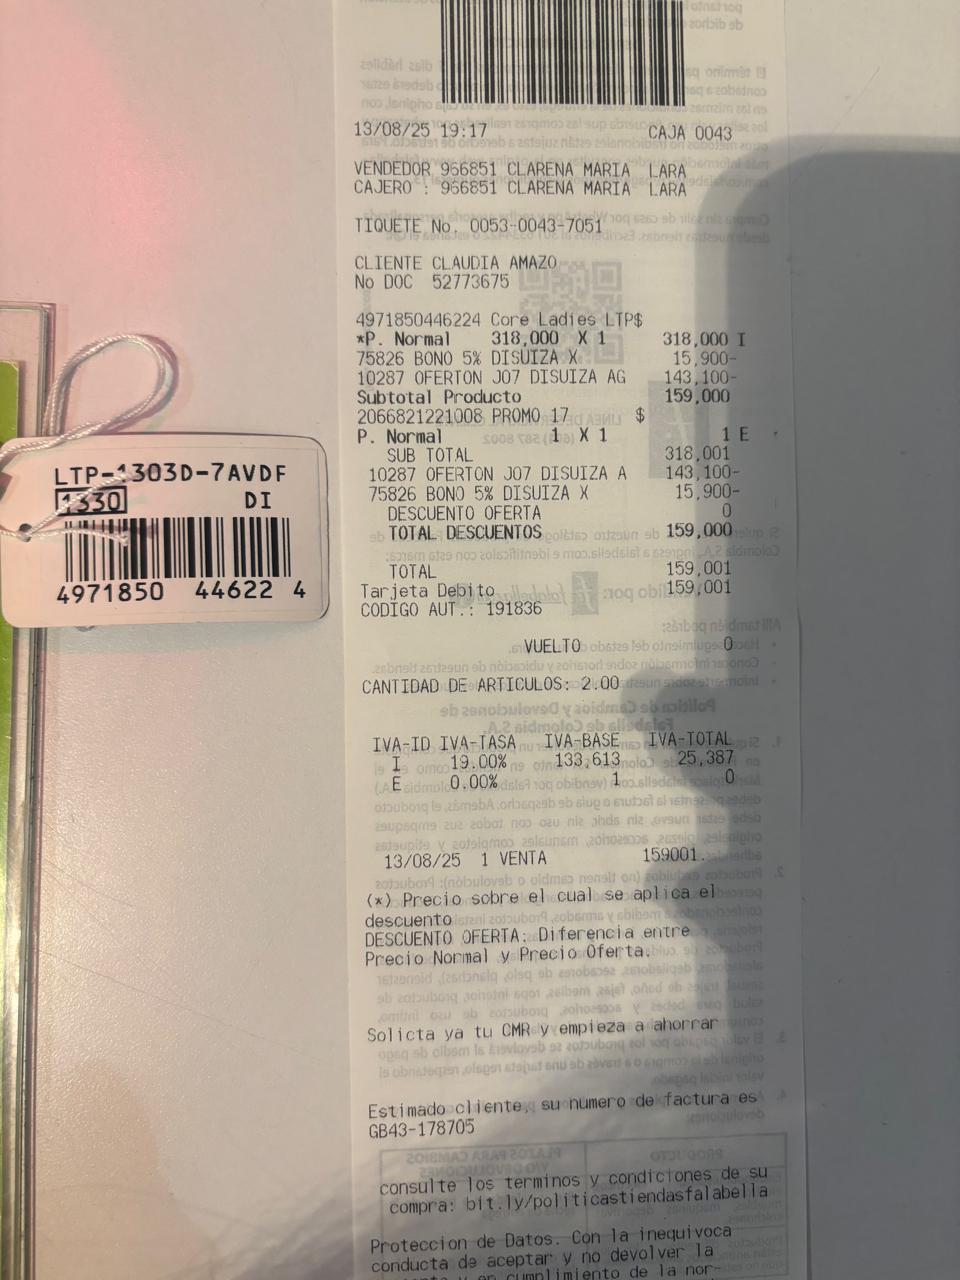 13/08/25 19:17 CAJA 0043
VENDEDOR 966851 CLARENA MARIA LARA
CAJERO : 966851 CLARENA MARIA LARA
TIQUETE No. 0053-0043-7051
CLIENTE CLAUDIA AMAZO
No DOC 52773675
4971850446224 Core Ladies LTP$
*P. Normal 318,000 X 1 318,000 I
75826 BONO 5% DISUIZA X 15,900-
10287 OFERTON J07 DISUIZA AG 143,100-
Subtotal Producto 159,000
2066821221008 PROMO 17 $
P. Normal 1 X 1 1 E
SUB TOTAL 318,001
10287 OFERTON J07 DISUIZA A 143,100-
75826 BONO 5% DISUIZA X 15,900-
DESCUENTO OFERTA 0
TOTAL DESCUENTOS 159,000
TOTAL 159,001
Tarjeta Debito 159,001
CODIGO AUT.: 191836
VUELTO 0
CANTIDAD DE ARTICULOS: 2.00
IVA-ID IVA-TASA IVA-BASE IVA-TOTAL
I 19.00% 133,613 25,387
E 0.00% 1 0
13/08/25 1 VENTA 159001.
(*) Precio sobre el cual se aplica el
descuento
DESCUENTO OFERTA: Diferencia entre
Precio Normal y Precio Oferta.
Solicta ya tu CMR y empieza a ahorrar
Estimado cliente, su numero de factura es
GB43-178705
consulte los terminos y condiciones de su
compra: bit.ly/politicastiendasfalabella
Proteccion de Datos. Con la inequivoca
conducta de aceptar y no devolver la
y en cumplimiento de la nor-
LTP-1303D-7AVDF
1330 DI
4971850 44622 4